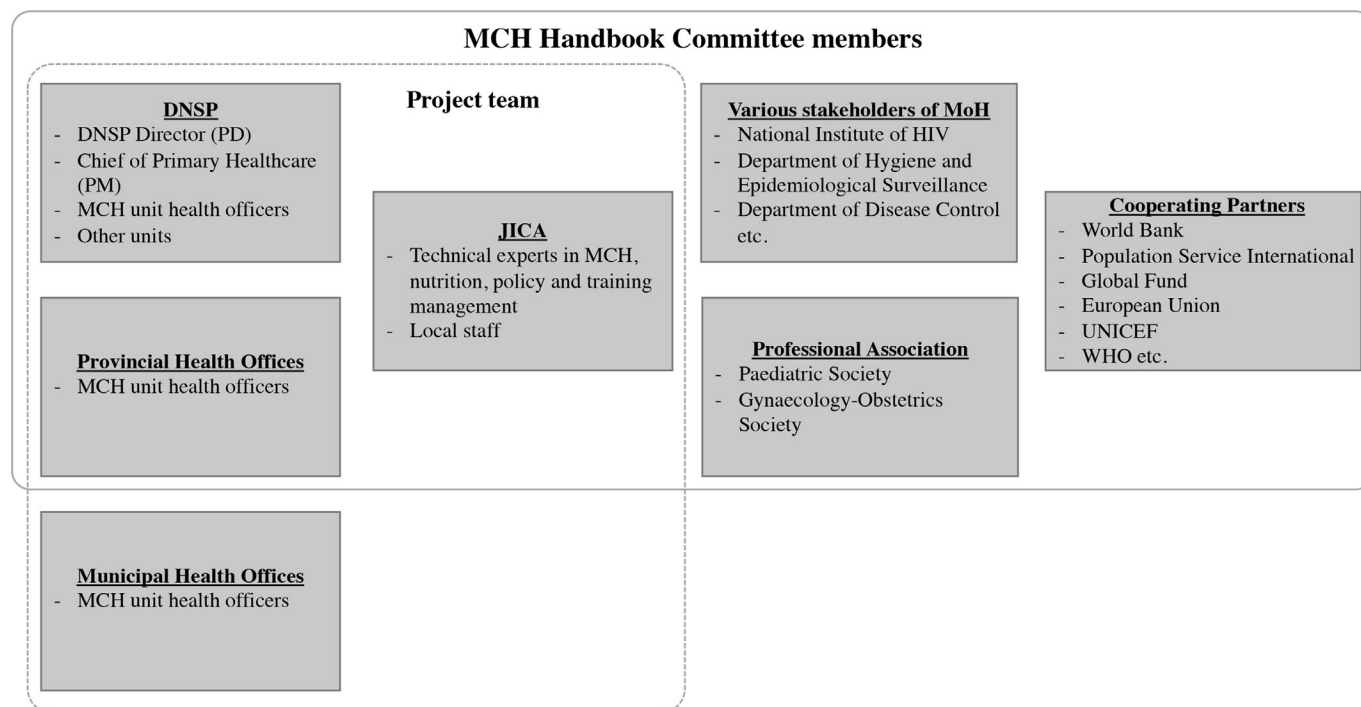 MCH Handbook Committee members
Project team
DNSP
- DNSP Director (PD)
- Chief of Primary Healthcare
(PM)
- MCH unit health officers
- Other units
Provincial Health Offices
- MCH unit health officers
Municipal Health Offices
- MCH unit health officers
JICA
- Technical experts in MCH,
nutrition, policy and training
management
- Local staff
Various stakeholders of MoH
- National Institute of HIV
- Department of Hygiene and
Epidemiological Surveillance
- Department of Disease Control
etc.
Professional Association
- Paediatric Society
- Gynaecology-Obstetrics
Society
Cooperating Partners
- World Bank
- Population Service International
- Global Fund
- European Union
- UNICEF
- WHO etc.